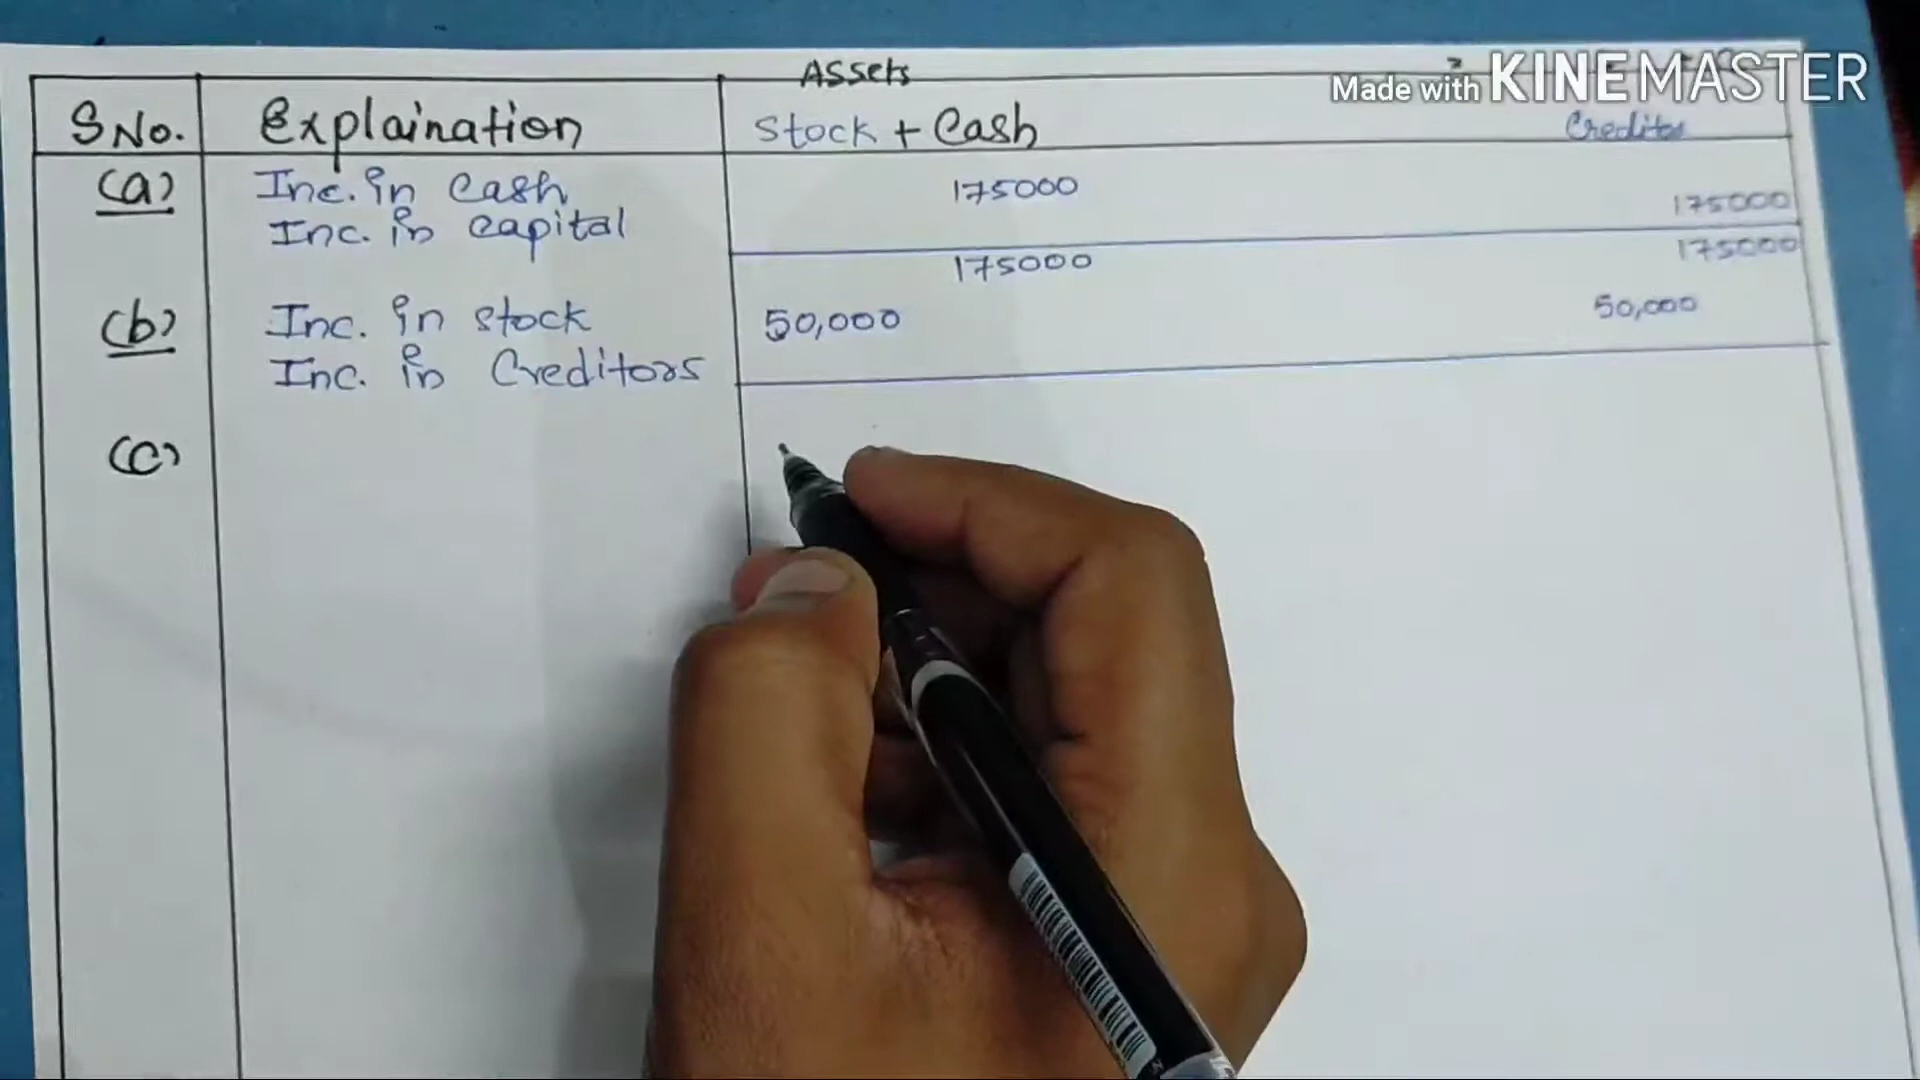 Assets
Made with KINEMASTER
S No. Explaination Stock + Cash Creditos
(a) Inc. in cash 175000
Inc. in capital 175000
175000 175000
(b) Inc. in stock 50,000 50,000
Inc. in Creditors
(c)